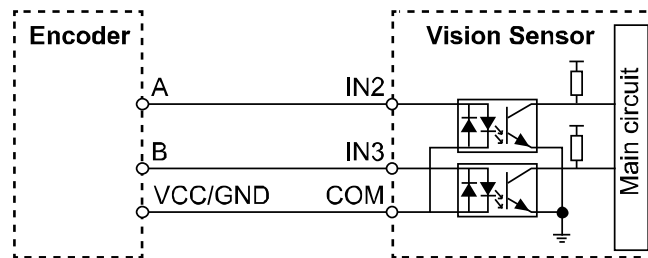 Encoder
Vision Sensor
A
IN2
B
IN3
VCC/GND
COM
Main circuit